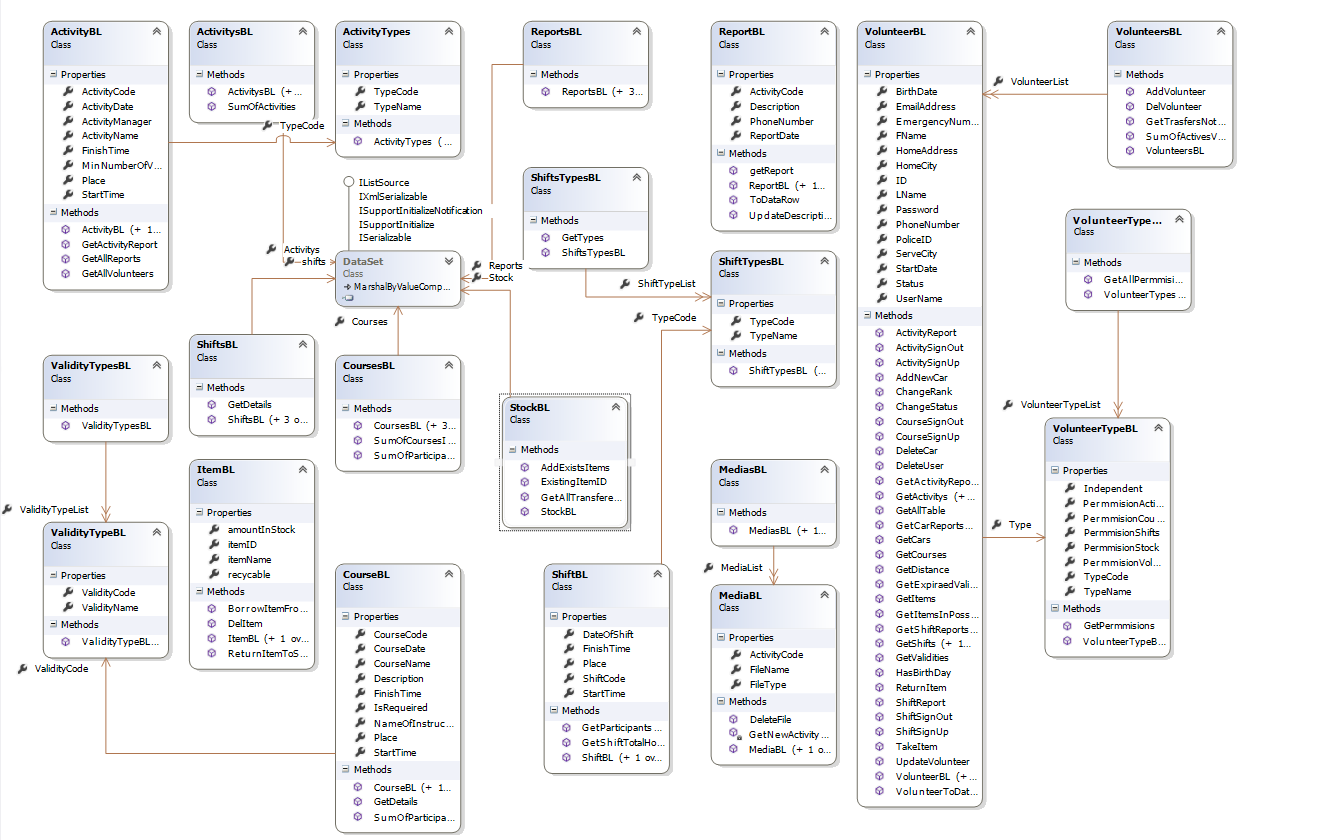 ActivityBL
Class
Properties
ActivityCode
ActivityDate
ActivityManager
ActivityName
FinishTime
MinNumberOfV...
Place
StartTime
Methods
ActivityBL (+ 1...
GetActivityReport
GetAllReports
GetAllVolunteers
ActivitysBL
Class
Methods
ActivitysBL (+ ...
SumOfActivities
TypeCode
ActivityTypes
Class
Properties
TypeCode
TypeName
Methods
ActivityTypes (...
IListSource
IXmlSerializable
ISupportInitializeNotification
ISupportInitialize
ISerializable
Activitys
shifts
DataSet
Class
MarshalByValueComp...
Reports
Stock
Courses
ReportsBL
Class
Methods
ReportsBL (+ 3...
ShiftsTypesBL
Class
Methods
GetTypes
ShiftsTypesBL
ShiftTypeList
TypeCode
ReportBL
Class
Properties
ActivityCode
Description
PhoneNumber
ReportDate
Methods
getReport
ReportBL (+ 1...
ToDataRow
UpdateDescripti...
ShiftTypesBL
Class
Properties
TypeCode
TypeName
Methods
ShiftTypesBL (...
VolunteerBL
Class
Properties
BirthDate
EmailAddress
EmergencyNum...
FName
HomeAddress
HomeCity
ID
LName
Password
PhoneNumber
PoliceID
ServeCity
StartDate
Status
UserName
Methods
ActivityReport
ActivitySignOut
ActivitySignUp
AddNewCar
ChangeRank
ChangeStatus
CourseSignOut
CourseSignUp
DeleteCar
DeleteUser
GetActivityRepo...
GetActivitys (+ ...
GetAllTable
GetCarReports...
GetCars
GetCourses
GetDistance
GetExpiraedVali...
GetItems
GetItemsInPoss...
GetShiftReports...
GetShifts (+ 1...
GetValidities
HasBirthDay
ReturnItem
ShiftReport
ShiftSignOut
ShiftSignUp
TakeItem
UpdateVolunteer
VolunteerBL (+ ...
VolunteerToDat...
VolunteerList
VolunteersBL
Class
Methods
AddVolunteer
DelVolunteer
GetTrasfersNot...
SumOfActivesV...
VolunteersBL
VolunteerType...
Class
Methods
GetAllPermmisi...
VolunteerTypes ...
VolunteerTypeList
Type
VolunteerTypeBL
Class
Properties
Independent
PermmisionActi...
PermmisionCou...
PermmisionShifts
PermmisionStock
PermmisionVol...
TypeCode
TypeName
Methods
GetPermmisions
VolunteerTypeB...
ValidityTypesBL
Class
Methods
ValidityTypesBL
ValidityTypeList
ValidityTypeBL
Class
Properties
ValidityCode
ValidityName
Methods
ValidityTypeBL...
ValidityCode
ShiftsBL
Class
Methods
GetDetails
ShiftsBL (+ 3 o...
ItemBL
Class
Properties
amountInStock
itemID
itemName
recycable
Methods
BorrowItemFro...
DelItem
ItemBL (+ 1 ov...
ReturnItemToS...
CoursesBL
Class
Methods
CoursesBL (+ 3...
SumOfCoursesI...
SumOfParticipa...
CourseBL
Class
Properties
CourseCode
CourseDate
CourseName
Description
FinishTime
IsRequeired
NameOfInstruc...
Place
StartTime
Methods
CourseBL (+ 1...
GetDetails
SumOfParticipa...
StockBL
Class
Methods
AddExistsItems
ExistingItemID
GetAllTransfere...
StockBL
ShiftBL
Class
Properties
DateOfShift
FinishTime
Place
ShiftCode
StartTime
Methods
GetParticipants ...
GetShiftTotalHo...
ShiftBL (+ 1 ov...
MediasBL
Class
Methods
MediasBL (+ 1...
MediaList
MediaBL
Class
Properties
ActivityCode
FileName
FileType
Methods
DeleteFile
GetNewActivity ...
MediaBL (+ 1 o...